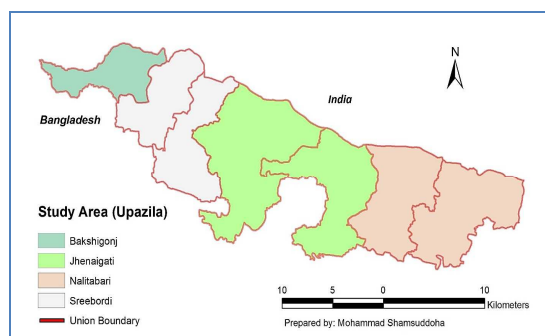 N
India
Bangladesh
Study Area (Upazila)
Bakshigonj
Jhenaigati
Nalitabari
Sreebordi
Union Boundary
10 5 0 10
Kilometers
Prepared by: Mohammad Shamsuddoha